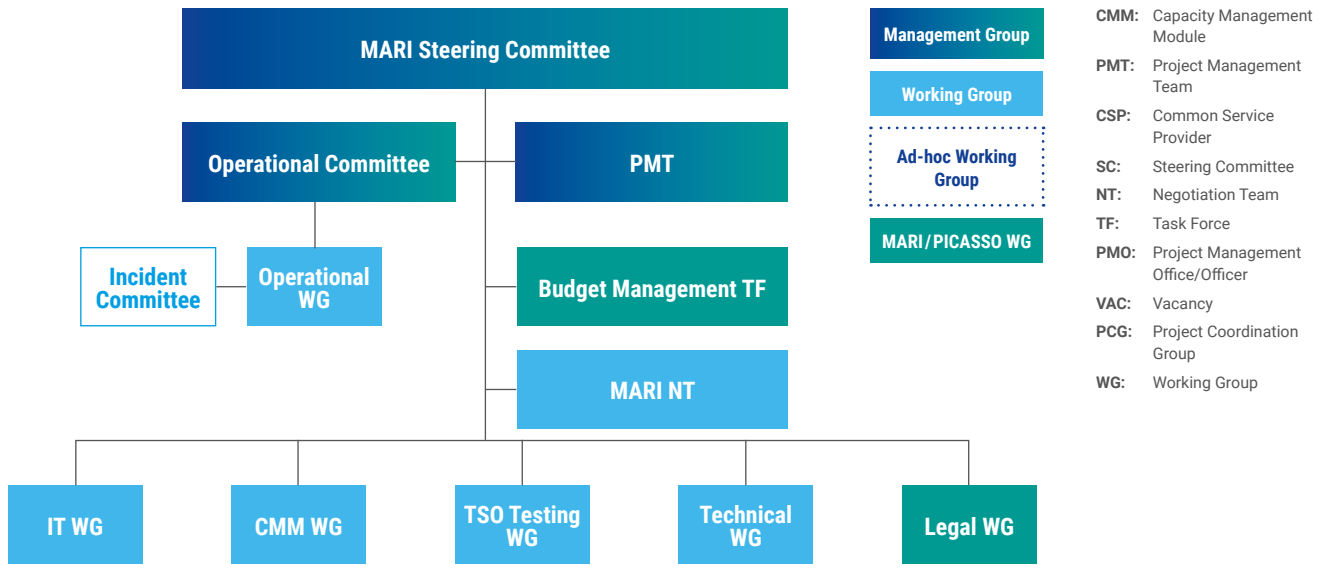 MARI Steering Committee
Operational Committee
PMT
Incident
Committee
Operational
WG
Budget Management TF
MARI NT
IT WG
CMM WG
TSO Testing
WG
Technical
WG
Legal WG
Management Group
Working Group
Ad-hoc Working
Group
MARI/PICASSO WG
CMM: Capacity Management
Module
PMT: Project Management
Team
CSP: Common Service
Provider
SC: Steering Committee
NT: Negotiation Team
TF: Task Force
PMO: Project Management
Office/Officer
VAC: Vacancy
PCG: Project Coordination
Group
WG: Working Group